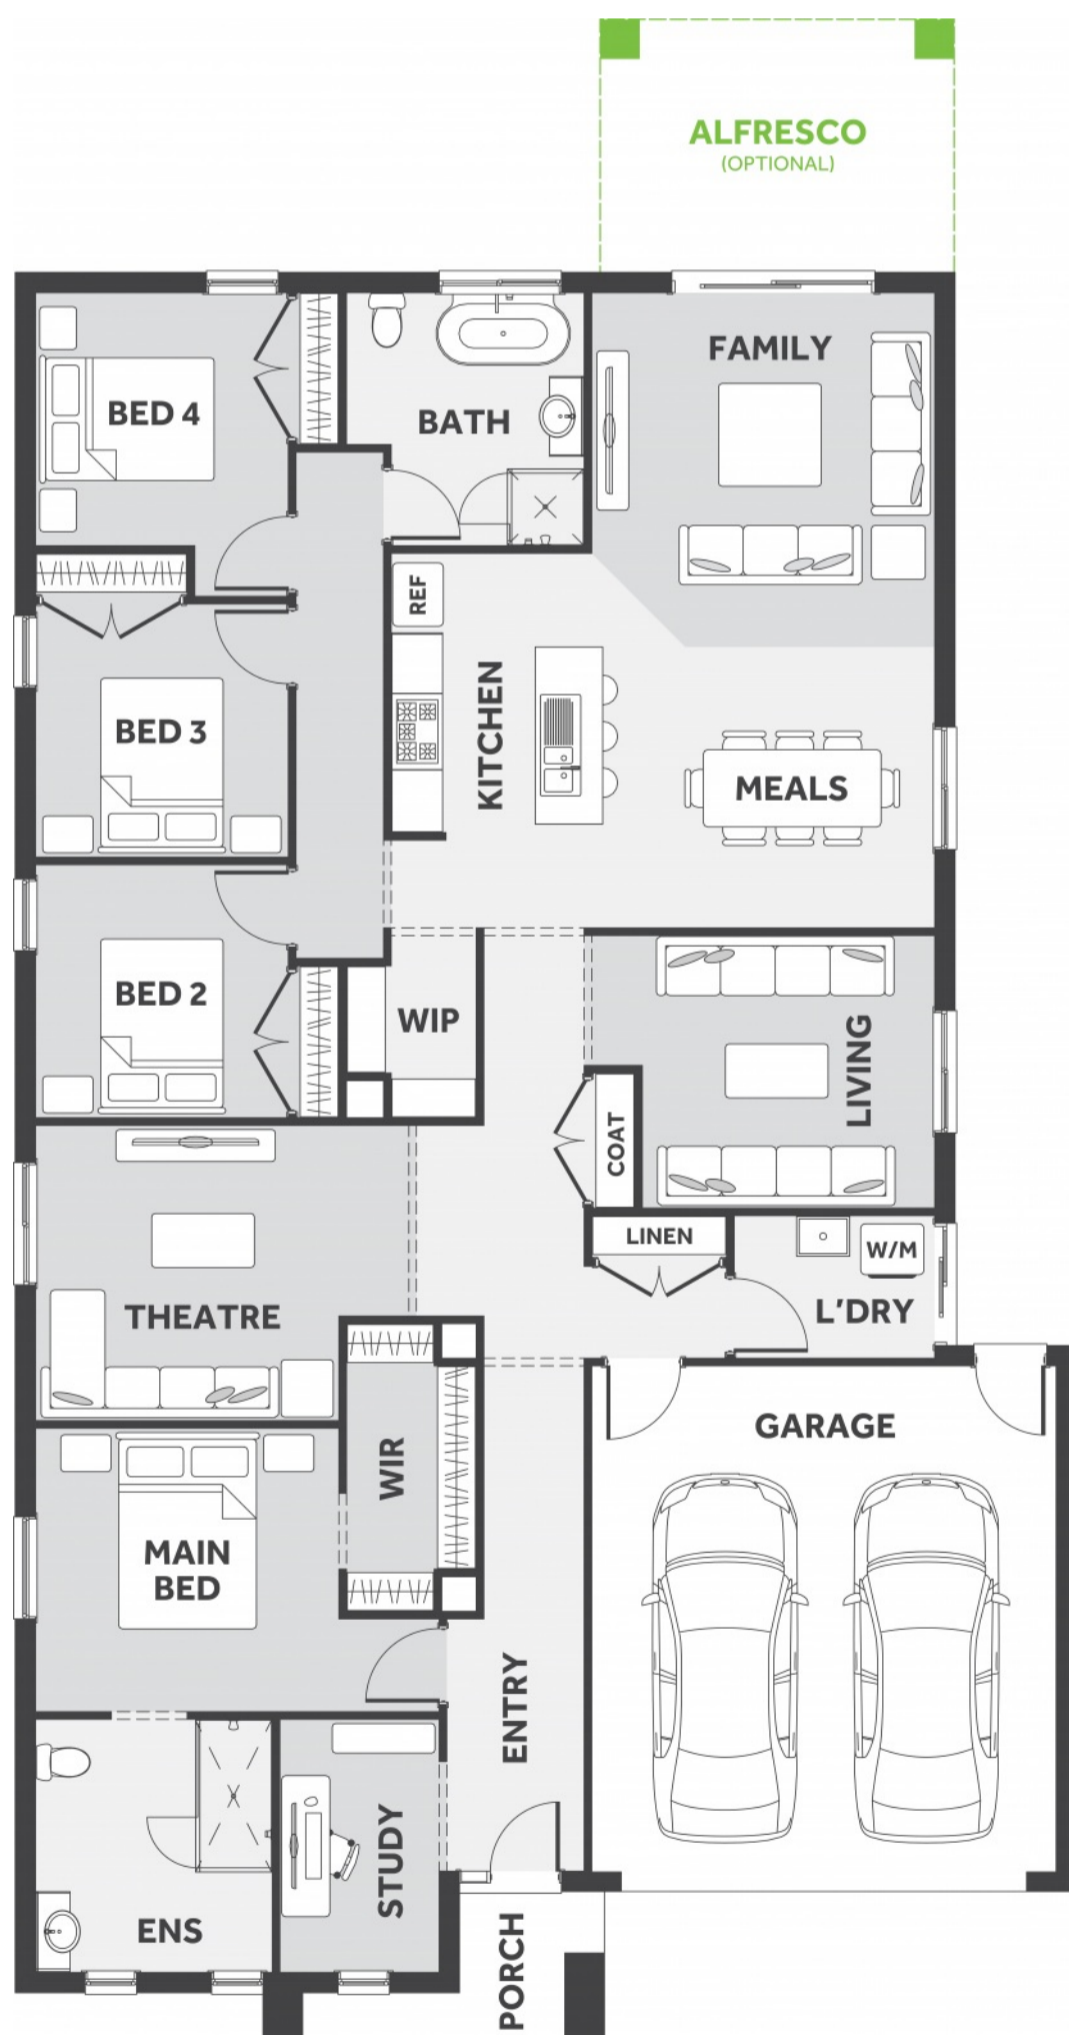 ALFRESCO
(OPTIONAL)
FAMILY
BED 4
BATH
REF
KITCHEN
BED 3
MEALS
BED 2
WIP
LIVING
COAT
LINEN
W/M
L'DRY
THEATRE
GARAGE
WIR
MAIN
BED
ENTRY
STUDY
ENS
PORCH